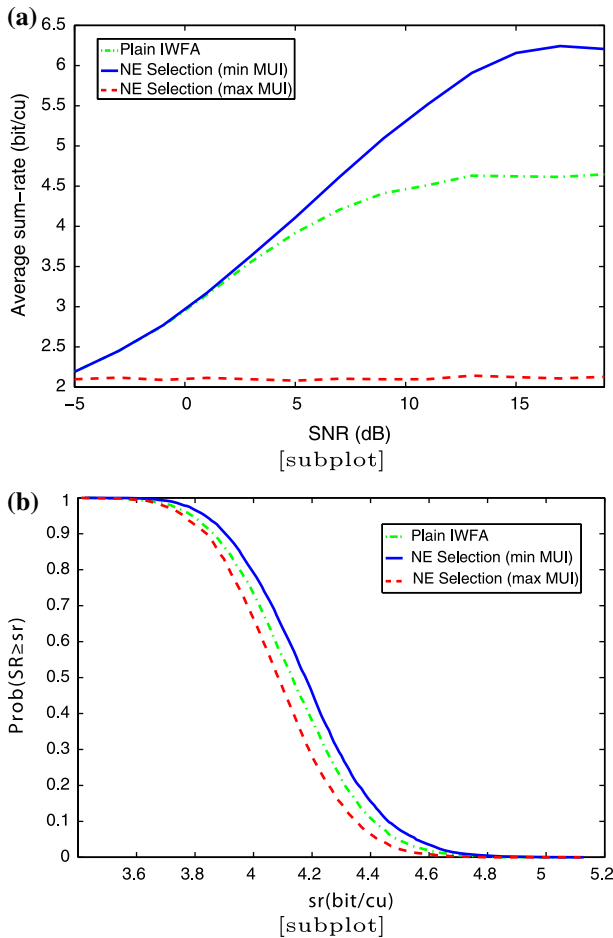 (a)
6.5
6
5.5
5
4.5
4
3.5
3
2.5
2
Average sum−rate (bit/cu)
Plain IWFA
NE Selection (min MUI)
NE Selection (max MUI)
−5
0
5
10
15
SNR (dB)
[subplot]
(b)
1
0.9
0.8
0.7
0.6
0.5
0.4
0.3
0.2
0.1
0
Prob(SR≥sr)
Plain IWFA
NE Selection (min MUI)
NE Selection (max MUI)
3.6
3.8
4
4.2
4.4
4.6
4.8
5
5.2
sr(bit/cu)
[subplot]